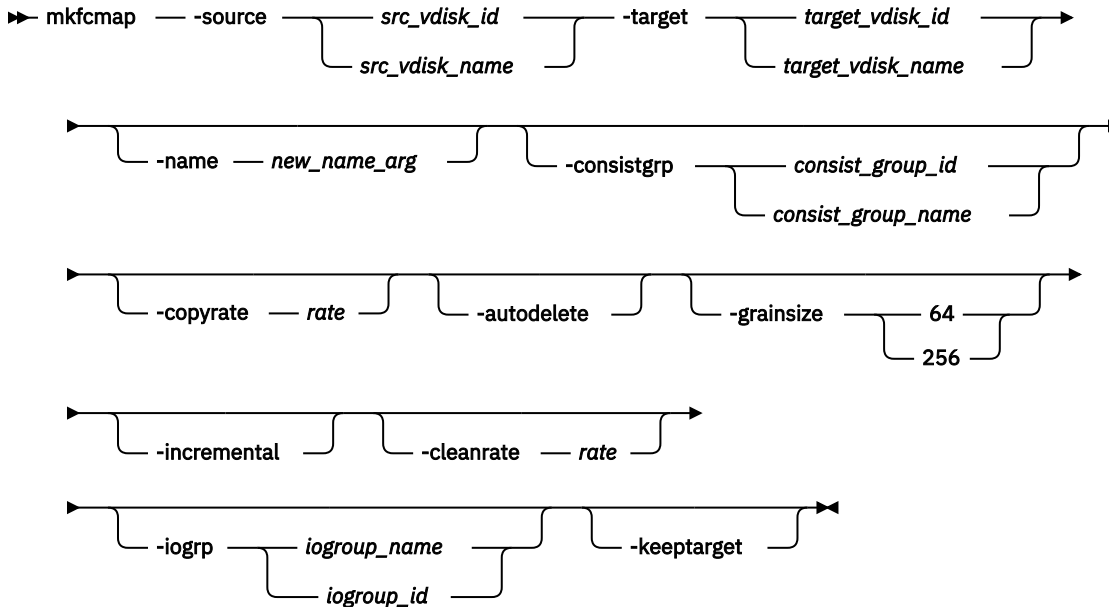 mkfcmap -source src_vdisk_id -target target_vdisk_id
src_vdisk_name target_vdisk_name
-name new_name_arg -consistgrp consist_group_id
consist_group_name
-copyrate rate -autodelete -grainsize 64
256
-incremental -cleanrate rate
-iogrp iogroup_name -keeptarget
iogroup_id